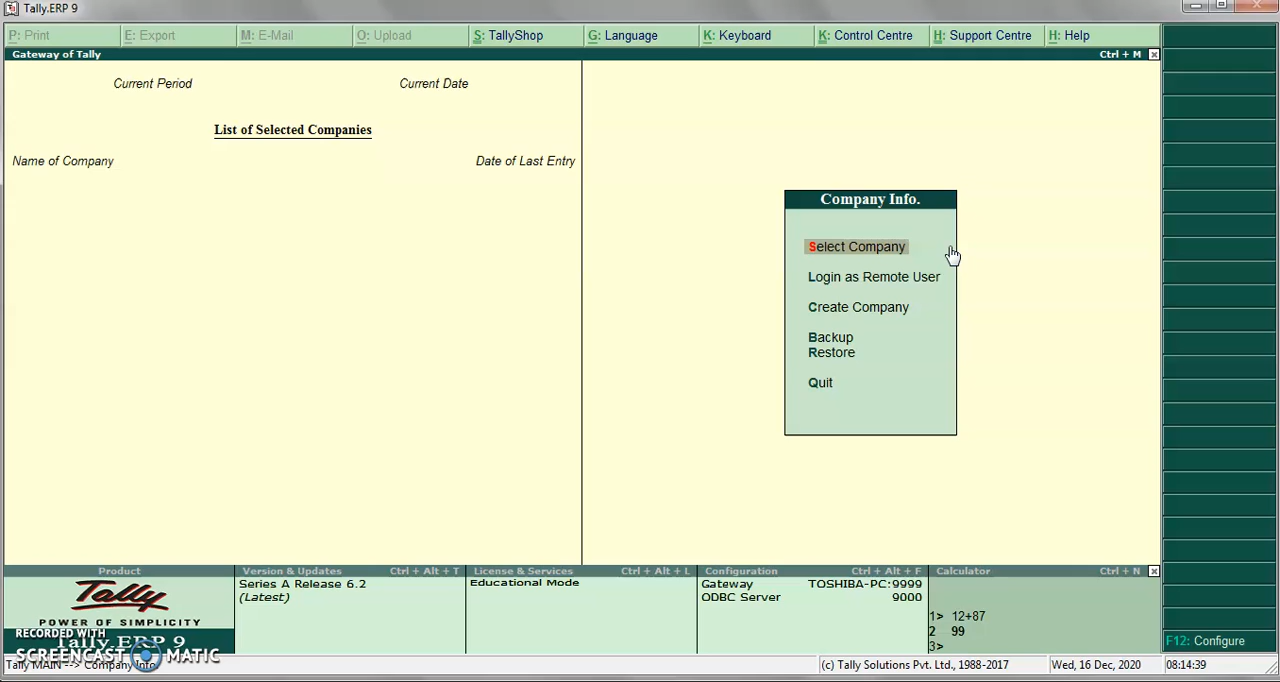 Tally.ERP 9
P: Print
E: Export
M: E-Mail
O: Upload
S: TallyShop
G: Language
K: Keyboard
K: Control Centre
H: Support Centre
H: Help
Gateway of Tally
Ctrl + M
Current Period
Current Date
List of Selected Companies
Name of Company
Date of Last Entry
Company Info.
Select Company
Login as Remote User
Create Company
Backup
Restore
Quit
Product
Tally
POWER OF SIMPLICITY
Tally.ERP 9
RECORDED WITH
SCREENCAST MATIC
Version & Updates Ctrl + Alt + T
Series A Release 6.2
(Latest)
License & Services Ctrl + Alt + L
Educational Mode
Configuration Ctrl + Alt + F
Gateway TOSHIBA-PC:9999
ODBC Server 9000
Calculator Ctrl + N
1> 12+87
2 99
3>
F12: Configure
Tally MAIN --> Company Info.
(c) Tally Solutions Pvt. Ltd., 1988-2017
Wed, 16 Dec, 2020
08:14:39